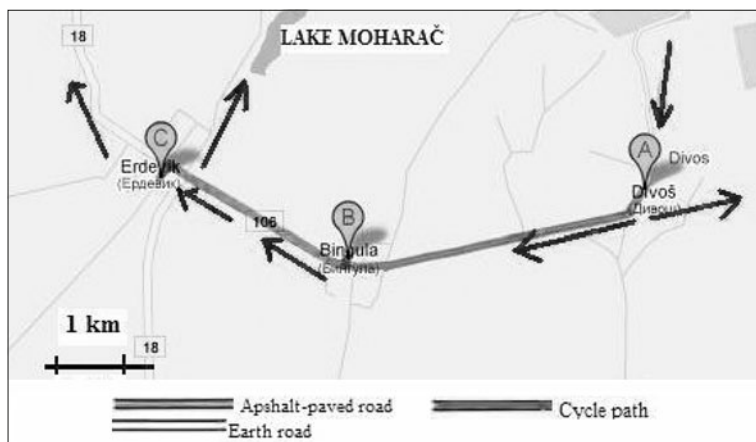 18
LAKE MOHARAČ
C
Erdevik
(Ердевик)
A
Divos
Divoš
(Дивош)
106
B
Bingula
(Бингула)
1 km
18
Apshalt-paved road
Cycle path
Earth road